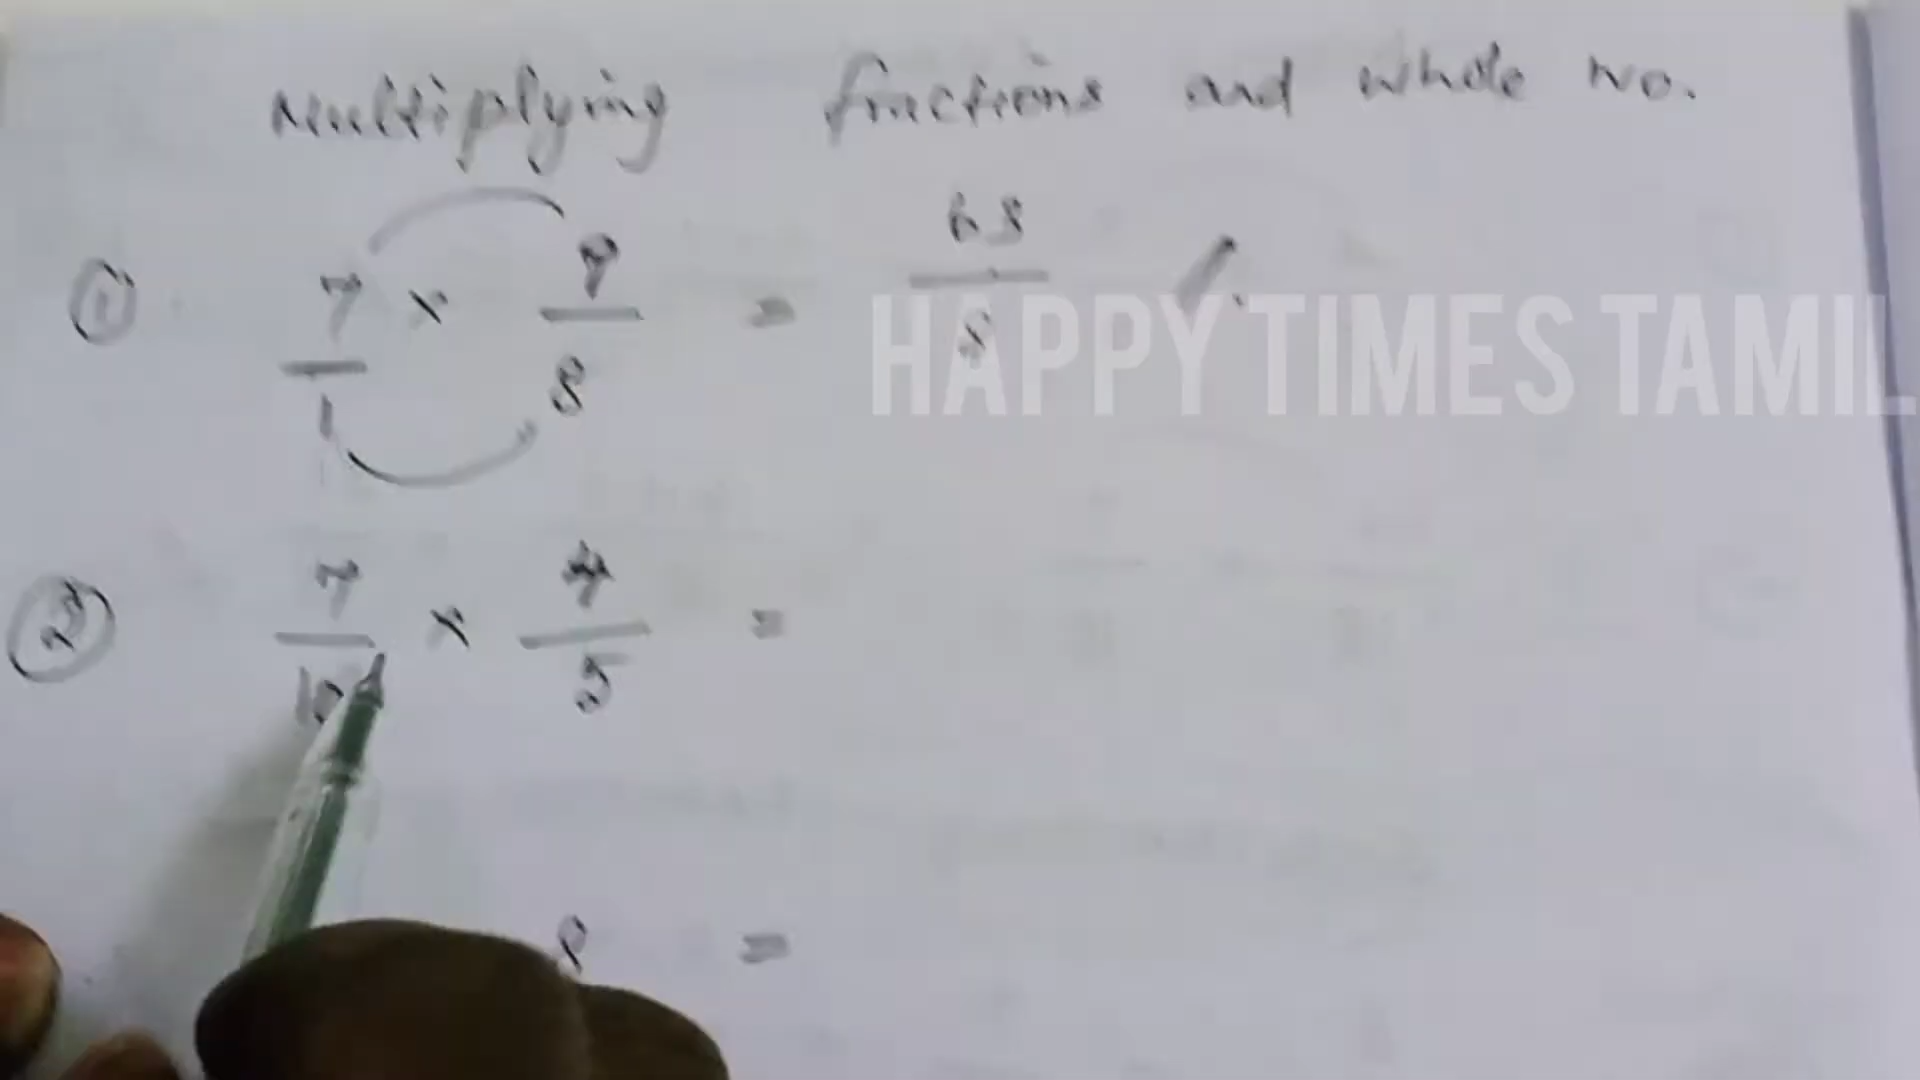 Multiplying fractions and whole no.
① 7/1 × 9/8 = 63/8
HAPPY TIMES TAMIL
② 7/10 × 4/5 =
8 =